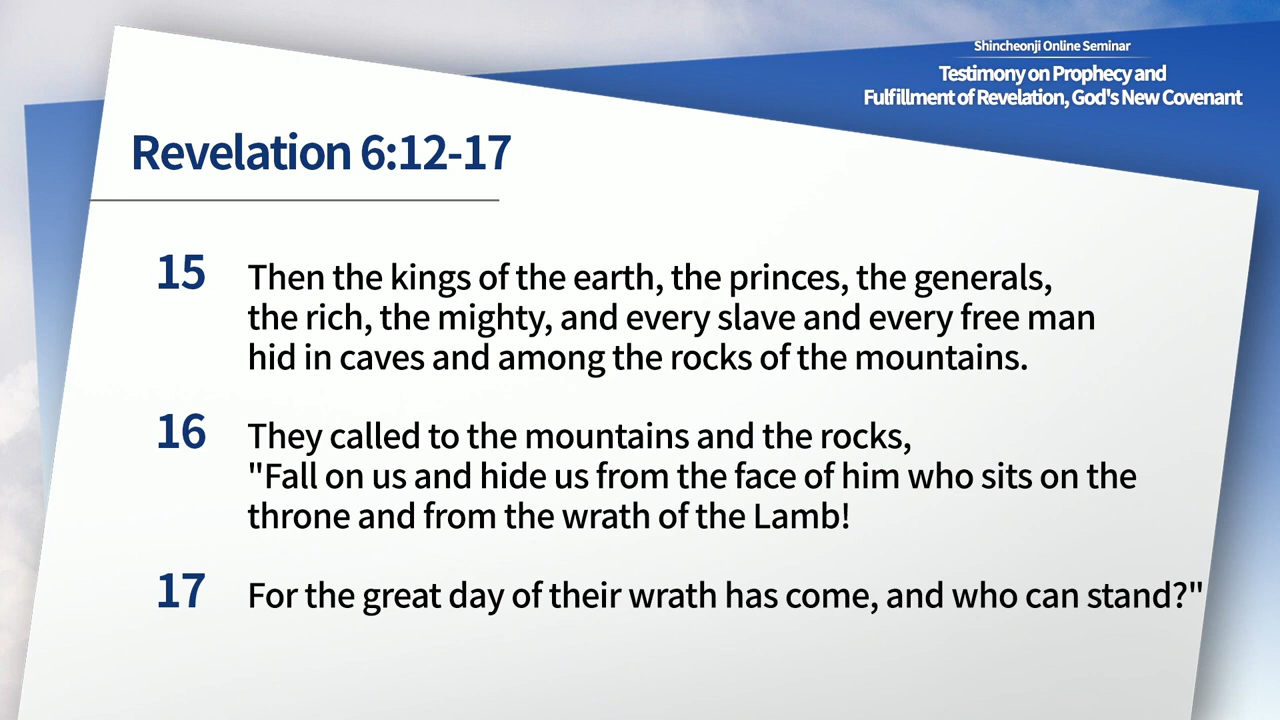 Shincheonji Online Seminar
Testimony on Prophecy and
Fulfillment of Revelation, God's New Covenant
Revelation 6:12-17
15 Then the kings of the earth, the princes, the generals,
the rich, the mighty, and every slave and every free man
hid in caves and among the rocks of the mountains.
16 They called to the mountains and the rocks,
"Fall on us and hide us from the face of him who sits on the
throne and from the wrath of the Lamb!
17 For the great day of their wrath has come, and who can stand?"